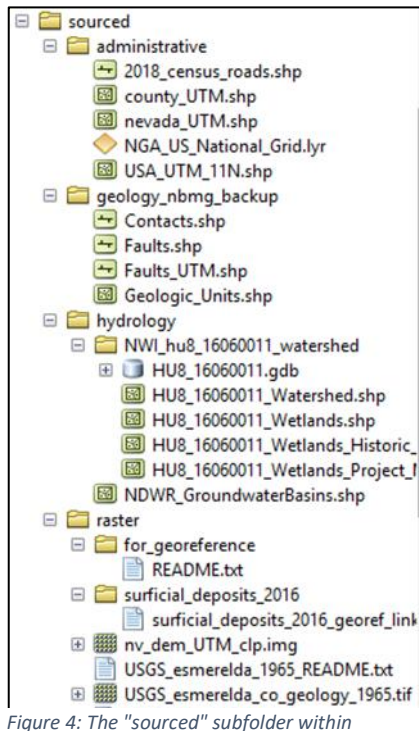 sourced
administrative
2018_census_roads.shp
county_UTM.shp
nevada_UTM.shp
NGA_US_National_Grid.lyr
USA_UTM_11N.shp
geology_nbmg_backup
Contacts.shp
Faults.shp
Faults_UTM.shp
Geologic_Units.shp
hydrology
NWI_hu8_16060011_watershed
HU8_16060011.gdb
HU8_16060011_Watershed.shp
HU8_16060011_Wetlands.shp
HU8_16060011_Wetlands_Historic_
HU8_16060011_Wetlands_Project_
NDWR_GroundwaterBasins.shp
raster
for_georeference
README.txt
surficial_deposits_2016
surficial_deposits_2016_georef_link
nv_dem_UTM_clp.img
USGS_esmerelda_1965_README.txt
USGS_esmerelda_co_geology_1965.tif
Figure 4: The "sourced" subfolder within